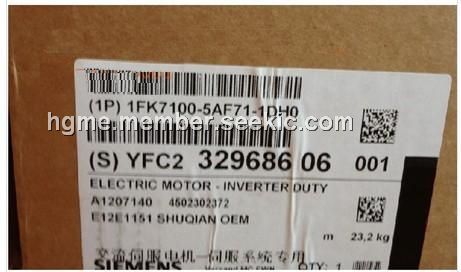 (1P) 1FK7100-5AF71-1DH0
hgme.member.seekic.com
(S) YFC2 329686 06 001
ELECTRIC MOTOR - INVERTER DUTY
A1207140 4502302372
E12E1151 SHUQIAN OEM
m 23,2 kg
交流伺服电机—伺服系统专用
SIEMENS QTY: 1